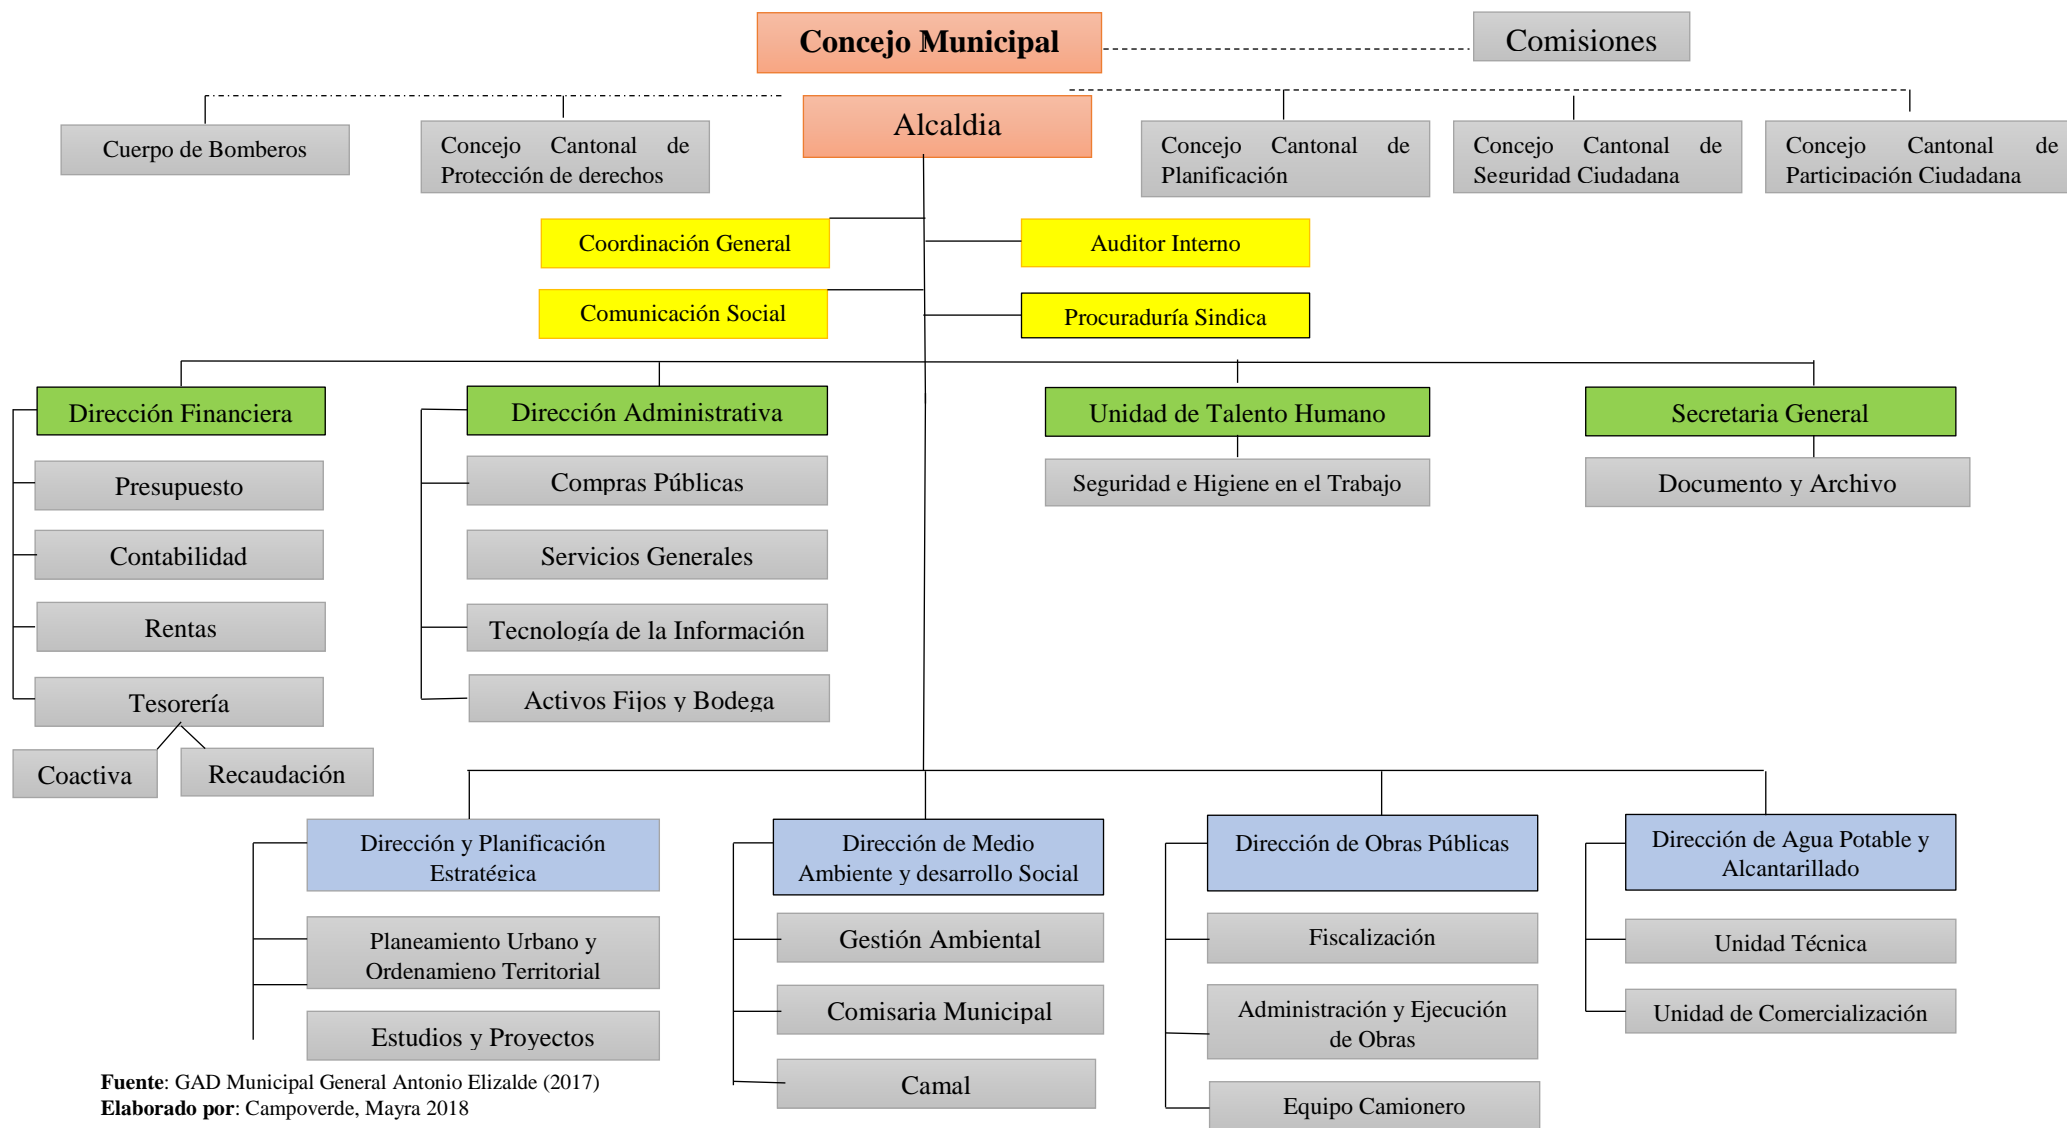 Concejo Municipal
Comisiones
Alcaldia
Cuerpo de Bomberos
Concejo Cantonal de
Protección de derechos
Concejo Cantonal de
Planificación
Concejo Cantonal de
Seguridad Ciudadana
Concejo Cantonal de
Participación Ciudadana
Coordinación General
Auditor Interno
Comunicación Social
Procuraduría Sindica
Dirección Financiera
Dirección Administrativa
Unidad de Talento Humano
Secretaria General
Presupuesto
Compras Públicas
Seguridad e Higiene en el Trabajo
Documento y Archivo
Contabilidad
Servicios Generales
Rentas
Tecnología de la Información
Tesorería
Activos Fijos y Bodega
Coactiva
Recaudación
Dirección y Planificación
Estratégica
Dirección de Medio
Ambiente y desarrollo Social
Dirección de Obras Públicas
Dirección de Agua Potable y
Alcantarillado
Planeamiento Urbano y
Ordenamieno Territorial
Gestión Ambiental
Fiscalización
Unidad Técnica
Estudios y Proyectos
Comisaria Municipal
Administración y Ejecución
de Obras
Unidad de Comercialización
Camal
Equipo Camionero
Fuente: GAD Municipal General Antonio Elizalde (2017)
Elaborado por: Campoverde, Mayra 2018